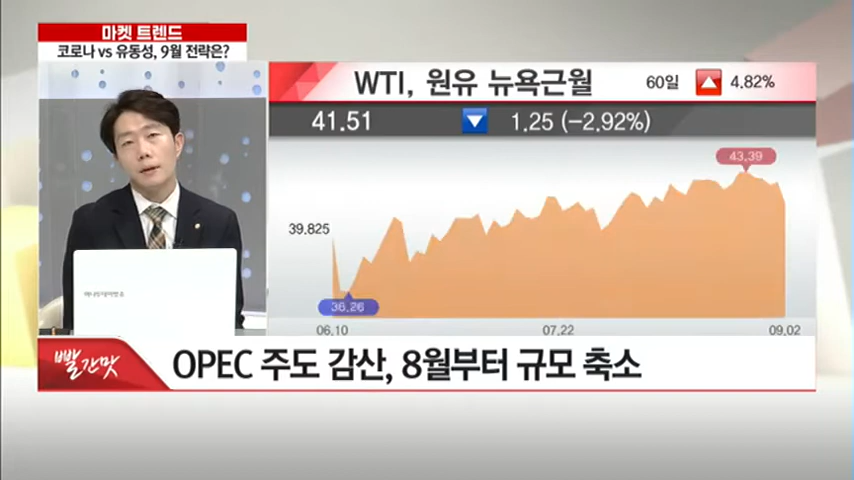 마켓 트렌드
코로나 vs 유동성, 9월 전략은?
WTI, 원유 뉴욕근월
60일 4.82%
41.51 1.25 (-2.92%)
43.39
39.825
36.26
06.10 07.22 09.02
빨간맛
OPEC 주도 감산, 8월부터 규모 축소